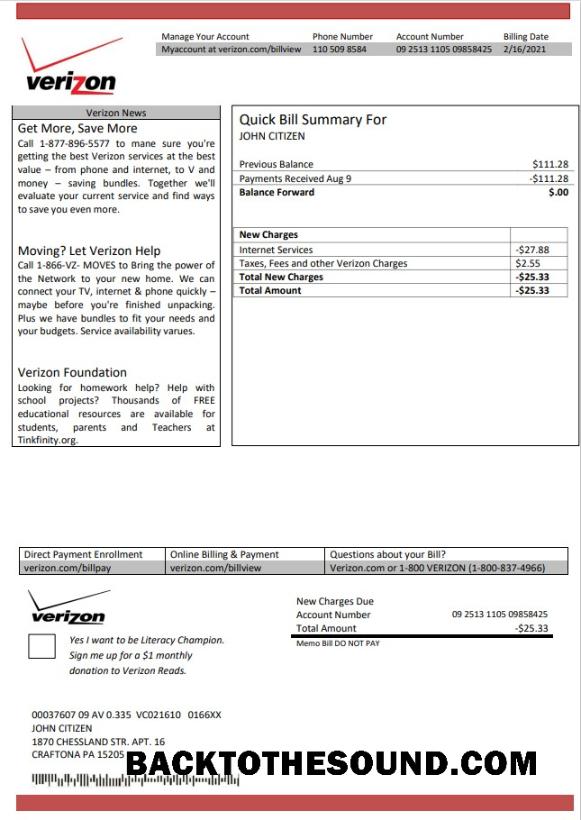 Manage Your Account Phone Number Account Number Billing Date
Myaccount at verizon.com/billview 110 509 8584 09 2513 1105 09858425 2/16/2021
verizon
Verizon News
Get More, Save More
Call 1-877-896-5577 to mane sure you're
getting the best Verizon services at the best
value – from phone and internet, to V and
money – saving bundles. Together we'll
evaluate your current service and find ways
to save you even more.
Moving? Let Verizon Help
Call 1-866-VZ- MOVES to Bring the power of
the Network to your new home. We can
connect your TV, internet & phone quickly –
maybe before you're finished unpacking.
Plus we have bundles to fit your needs and
your budgets. Service availability varues.
Verizon Foundation
Looking for homework help? Help with
school projects? Thousands of FREE
educational resources are available for
students, parents and Teachers at
Tinkfinity.org.
Quick Bill Summary For
JOHN CITIZEN
Previous Balance $111.28
Payments Received Aug 9 -$111.28
Balance Forward $.00
New Charges
Internet Services -$27.88
Taxes, Fees and other Verizon Charges $2.55
Total New Charges -$25.33
Total Amount -$25.33
Direct Payment Enrollment Online Billing & Payment Questions about your Bill?
verizon.com/billpay verizon.com/billview Verizon.com or 1-800 VERIZON (1-800-837-4966)
verizon
Yes I want to be Literacy Champion.
Sign me up for a $1 monthly
donation to Verizon Reads.
New Charges Due
Account Number 09 2513 1105 09858425
Total Amount -$25.33
Memo Bill DO NOT PAY
00037607 09 AV 0.335 VC021610 0166XX
JOHN CITIZEN
1870 CHESSLAND STR. APT. 16
CRAFTONA PA 15205
BACKTOTHESOUND.COM